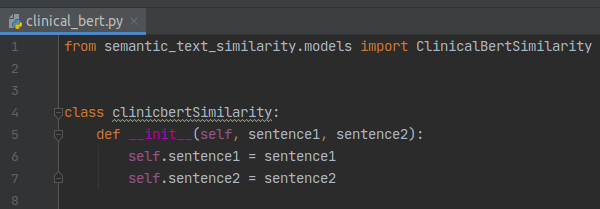 clinical_bert.py
1 from semantic_text_similarity.models import ClinicalBertSimilarity
2
3
4 class clinicbertSimilarity:
5     def __init__(self, sentence1, sentence2):
6         self.sentence1 = sentence1
7         self.sentence2 = sentence2
8